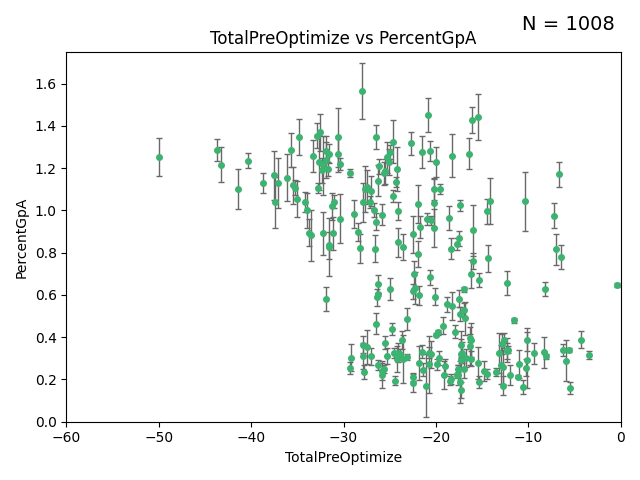 N = 1008
TotalPreOptimize vs PercentGpA
PercentGpA
1.6
1.4
1.2
1.0
0.8
0.6
0.4
0.2
0.0
−60 −50 −40 −30 −20 −10 0
TotalPreOptimize